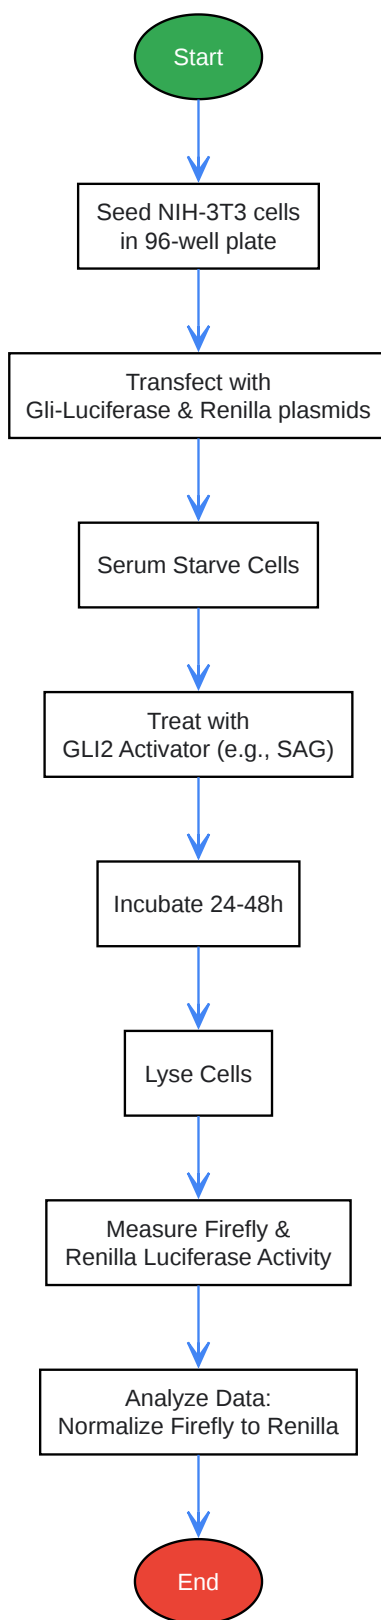 Start
Seed NIH-3T3 cells
in 96-well plate
Transfect with
Gli-Luciferase & Renilla plasmids
Serum Starve Cells
Treat with
GLI2 Activator (e.g., SAG)
Incubate 24-48h
Lyse Cells
Measure Firefly &
Renilla Luciferase Activity
Analyze Data:
Normalize Firefly to Renilla
End